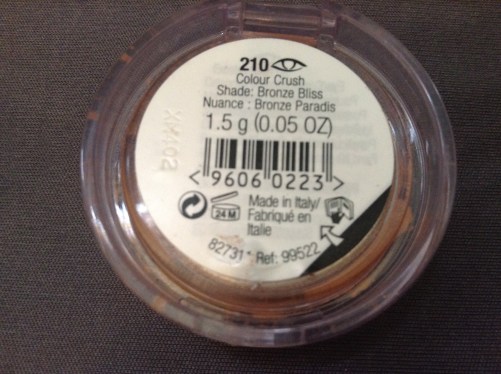 210
Colour Crush
Shade: Bronze Bliss
Nuance : Bronze Paradis
1.5 g (0.05 OZ)
<9606 0223>
24 M
Made in Italy/
Fabriqué en
Italie
82731* Ref: 99522